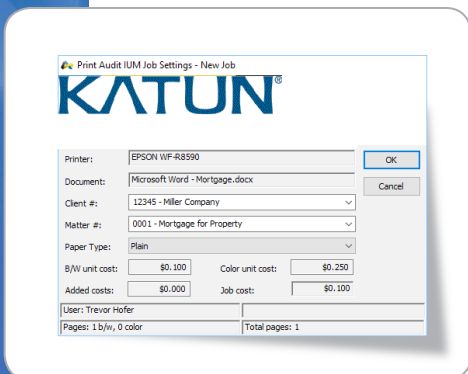 Print Audit IUM Job Settings - New Job
KATUN®
Printer: EPSON WF-R8590 OK
Document: Microsoft Word - Mortgage.docx Cancel
Client #: 12345 - Miller Company
Matter #: 0001 - Mortgage for Property
Paper Type: Plain
B/W unit cost: $0.100 Color unit cost: $0.250
Added costs: $0.000 Job cost: $0.100
User: Trevor Hofer
Pages: 1 b/w, 0 color Total pages: 1